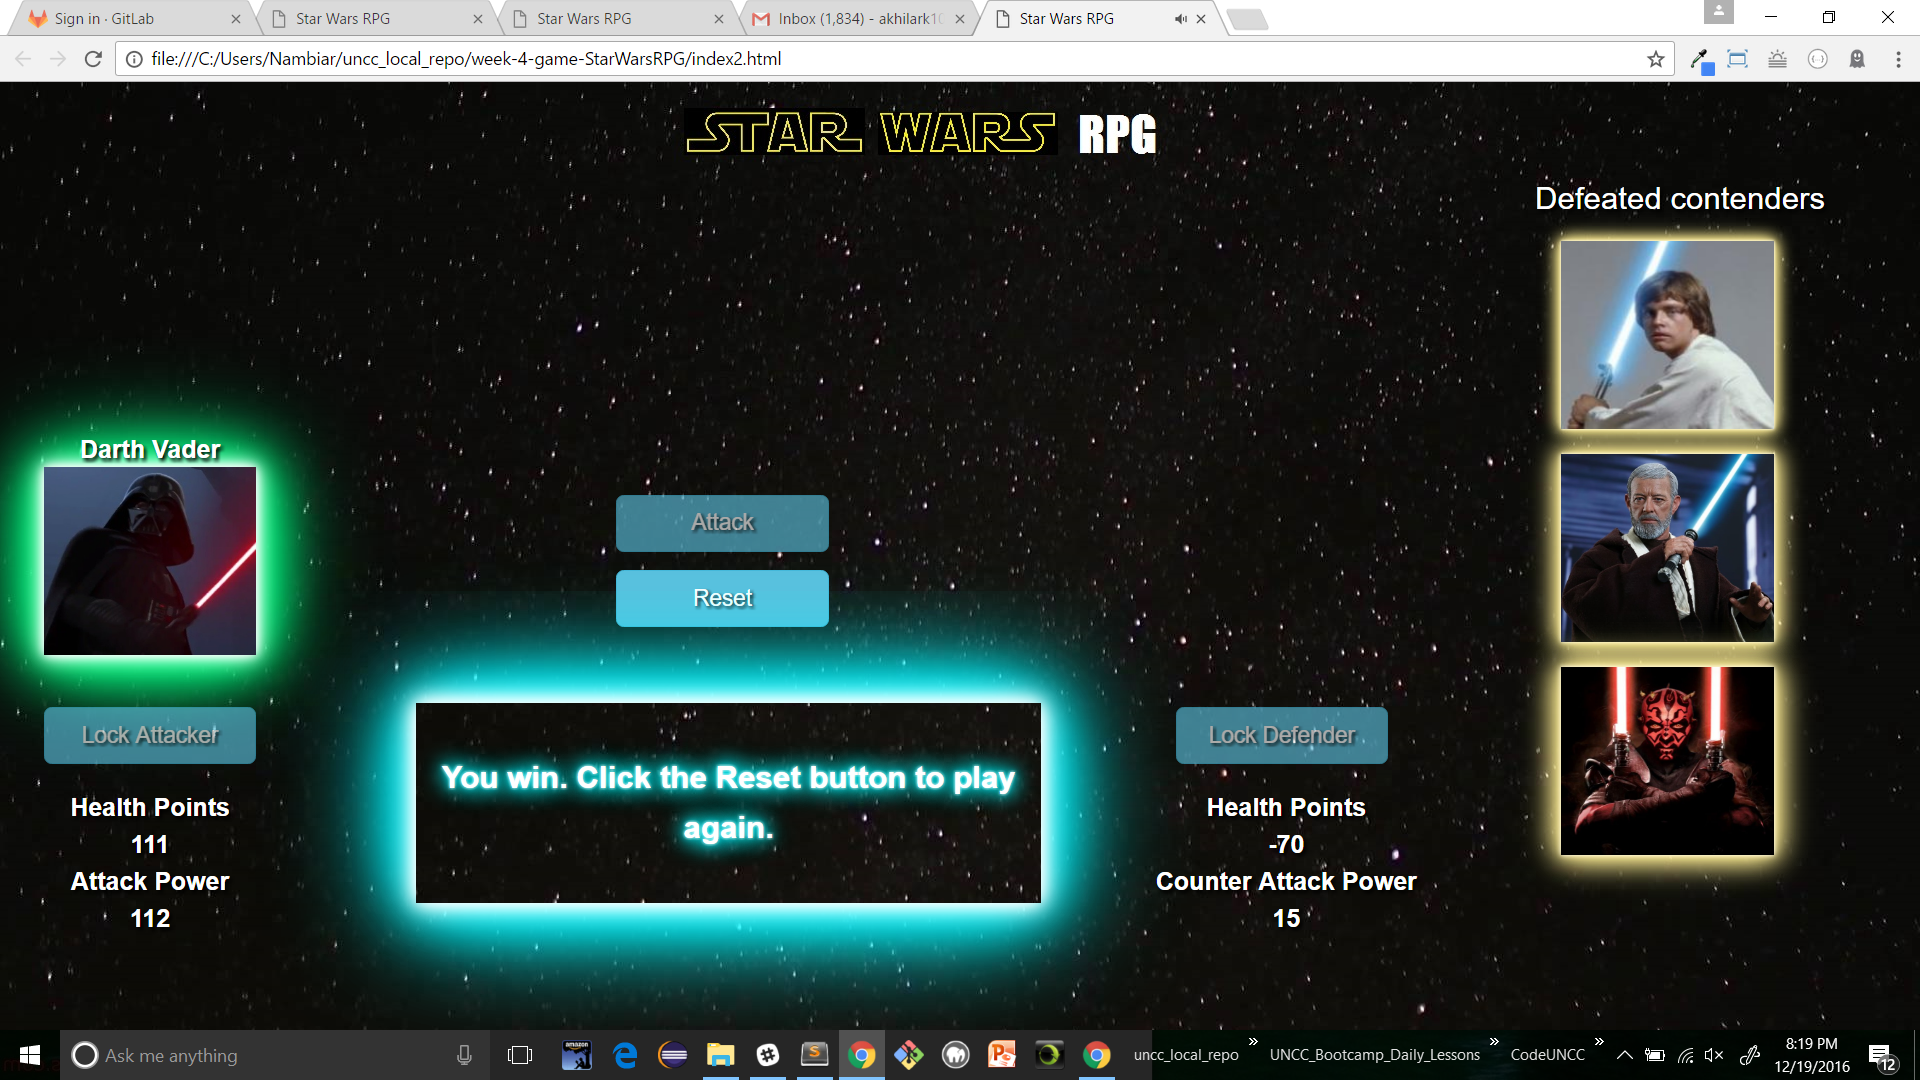 Sign in · GitLab
Star Wars RPG
Star Wars RPG
Inbox (1,834) - akhilark10
Star Wars RPG
file:///C:/Users/Nambiar/uncc_local_repo/week-4-game-StarWarsRPG/index2.html
STAR WARS RPG
Defeated contenders
Darth Vader
Attack
Reset
Lock Attacker
Lock Defender
You win. Click the Reset button to play
again.
Health Points
111
Attack Power
112
Health Points
-70
Counter Attack Power
15
Ask me anything
amazon
uncc_local_repo
UNCC_Bootcamp_Daily_Lessons
CodeUNCC
8:19 PM
12/19/2016
12